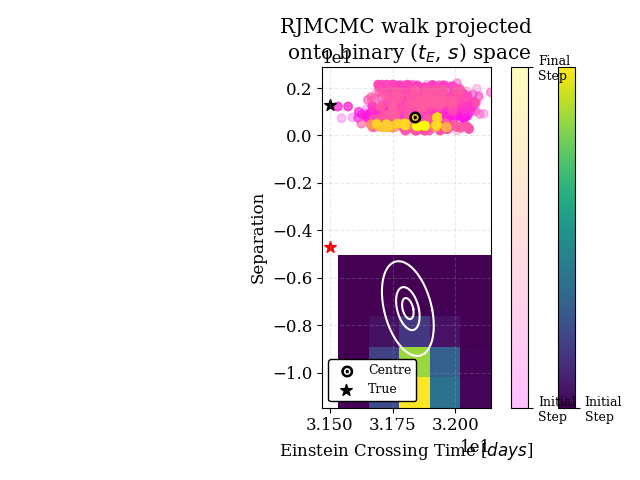 RJMCMC walk projected
onto binary (t_E, s) space
1e1
Final
Step
0.2
0.0
−0.2
−0.4
−0.6
−0.8
−1.0
Separation
Centre
True
Initial
Step
Initial
Step
3.150
3.175
3.200
1e1
Einstein Crossing Time [days]